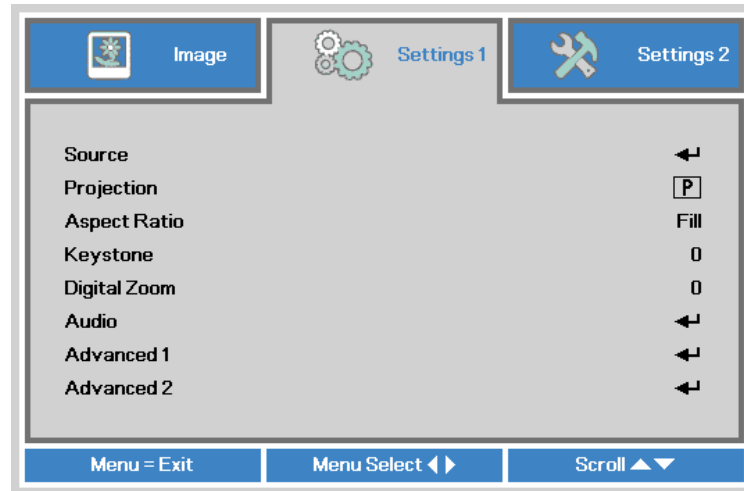 Image Settings 1 Settings 2
Source
Projection P
Aspect Ratio Fill
Keystone 0
Digital Zoom 0
Audio
Advanced 1
Advanced 2
Menu = Exit Menu Select Scroll